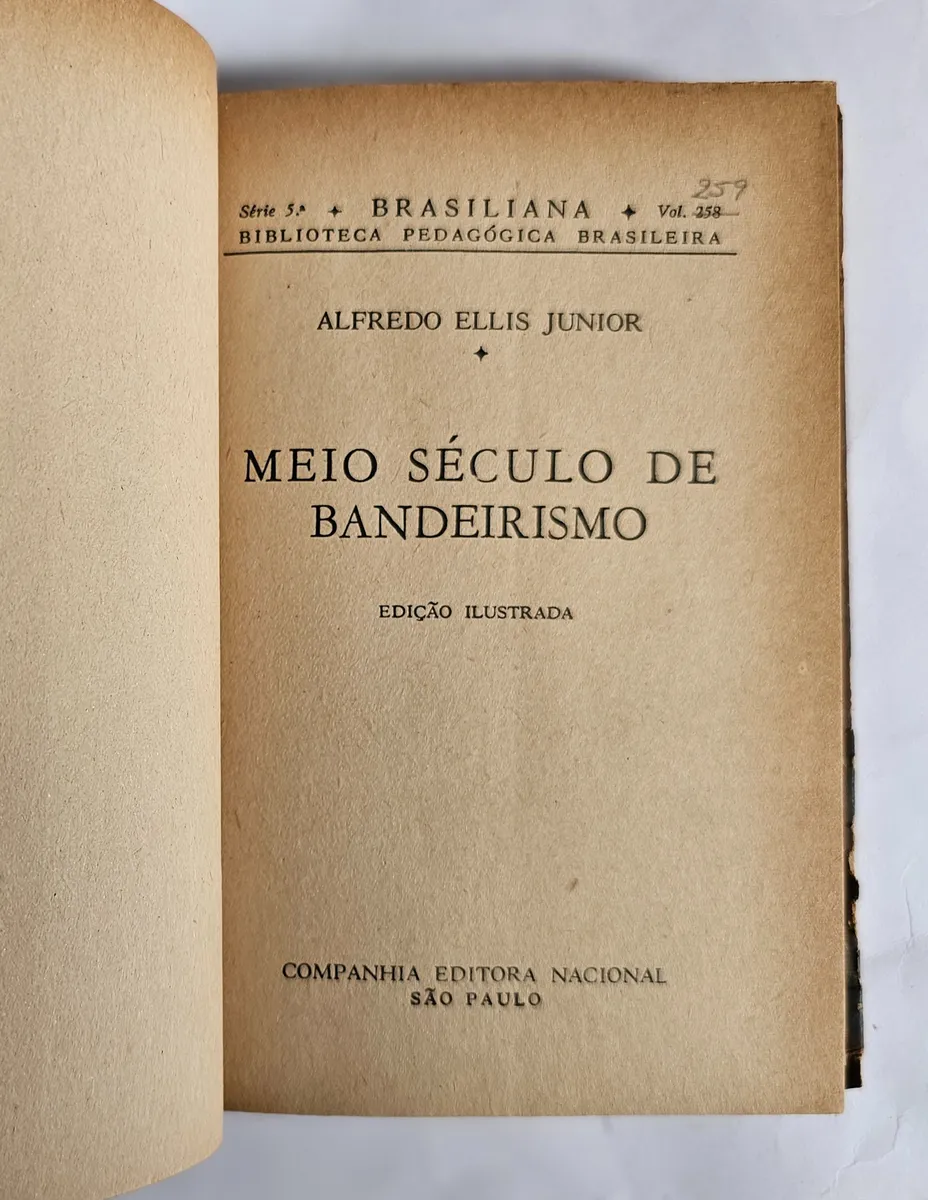 259
Série 5.ª ✦ BRASILIANA ✦ Vol. 258
BIBLIOTECA PEDAGÓGICA BRASILEIRA
ALFREDO ELLIS JUNIOR
✦
MEIO SÉCULO DE
BANDEIRISMO
EDIÇÃO ILUSTRADA
COMPANHIA EDITORA NACIONAL
SÃO PAULO